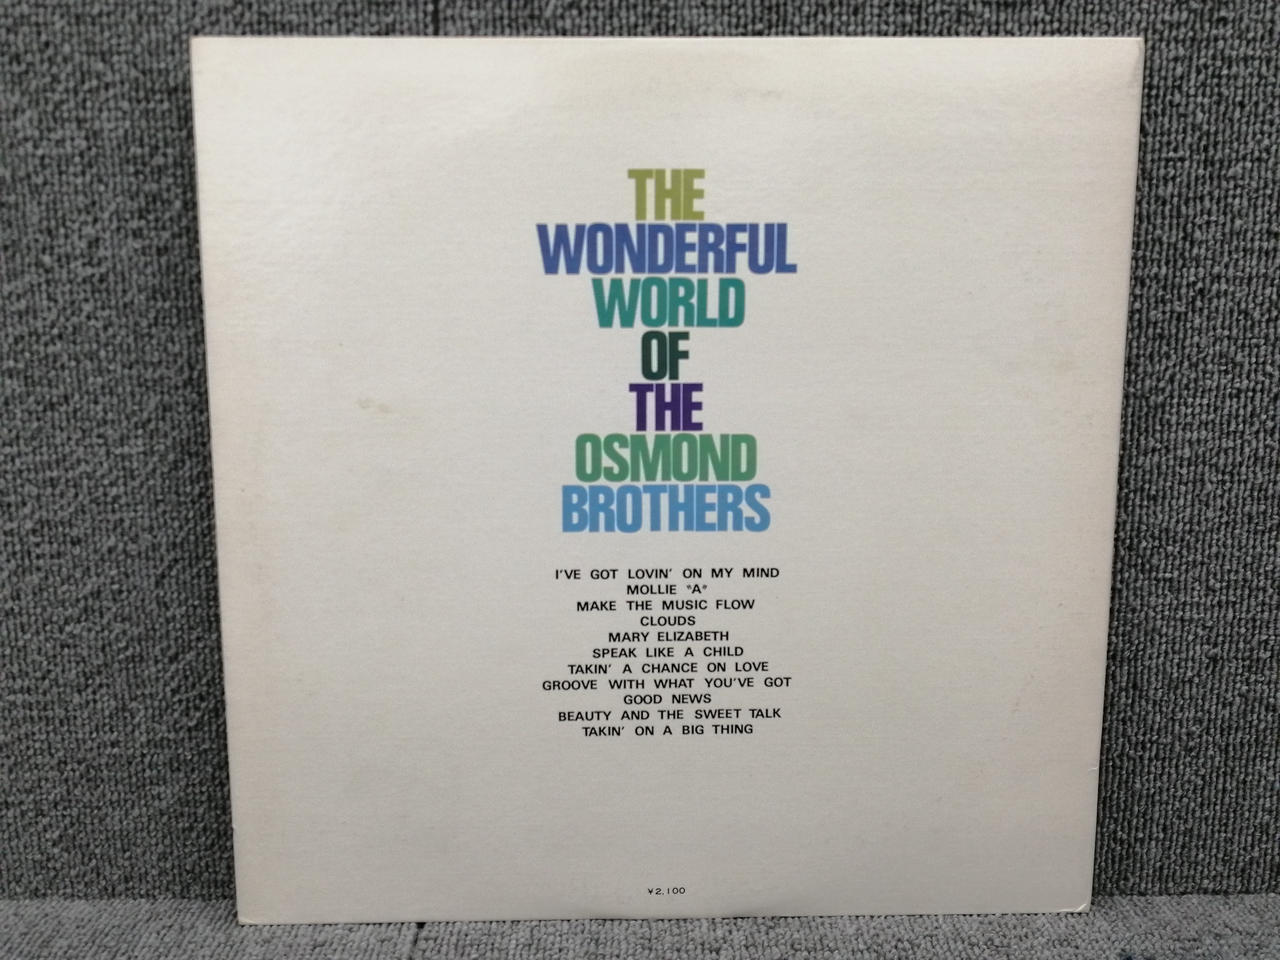 THE
WONDERFUL
WORLD
OF
THE
OSMOND
BROTHERS
I'VE GOT LOVIN' ON MY MIND
MOLLIE "A"
MAKE THE MUSIC FLOW
CLOUDS
MARY ELIZABETH
SPEAK LIKE A CHILD
TAKIN' A CHANCE ON LOVE
GROOVE WITH WHAT YOU'VE GOT
GOOD NEWS
BEAUTY AND THE SWEET TALK
TAKIN' ON A BIG THING
¥2,100